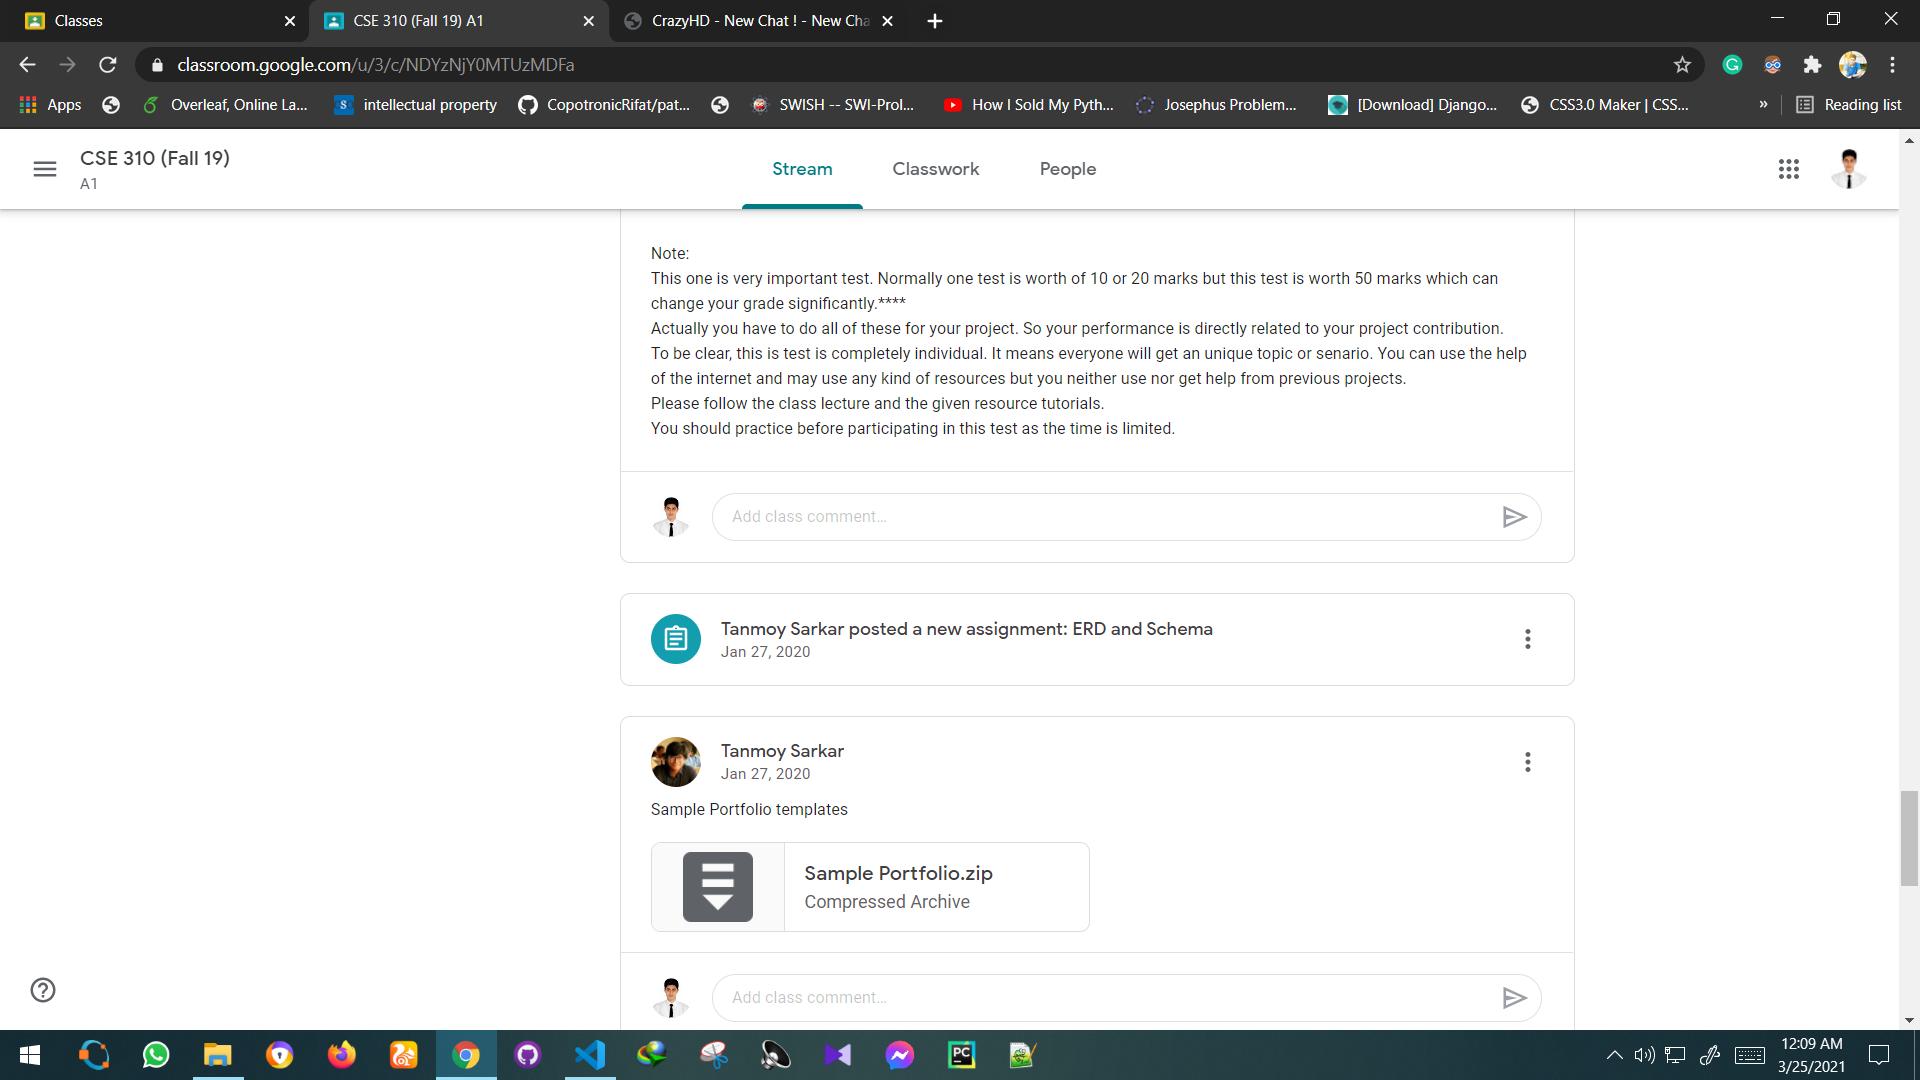 Classes
CSE 310 (Fall 19) A1
CrazyHD - New Chat ! - New Cha
classroom.google.com/u/3/c/NDYzNjY0MTUzMDFa
Apps
Overleaf, Online La...
intellectual property
CopotronicRifat/pat...
SWISH -- SWI-Prol...
How I Sold My Pyth...
Josephus Problem...
[Download] Django...
CSS3.0 Maker | CSS...
»
Reading list
CSE 310 (Fall 19)
A1
Stream
Classwork
People
Note:
This one is very important test. Normally one test is worth of 10 or 20 marks but this test is worth 50 marks which can
change your grade significantly.****
Actually you have to do all of these for your project. So your performance is directly related to your project contribution.
To be clear, this is test is completely individual. It means everyone will get an unique topic or senario. You can use the help
of the internet and may use any kind of resources but you neither use nor get help from previous projects.
Please follow the class lecture and the given resource tutorials.
You should practice before participating in this test as the time is limited.
Add class comment...
Tanmoy Sarkar posted a new assignment: ERD and Schema
Jan 27, 2020
Tanmoy Sarkar
Jan 27, 2020
Sample Portfolio templates
Sample Portfolio.zip
Compressed Archive
Add class comment...
12:09 AM
3/25/2021